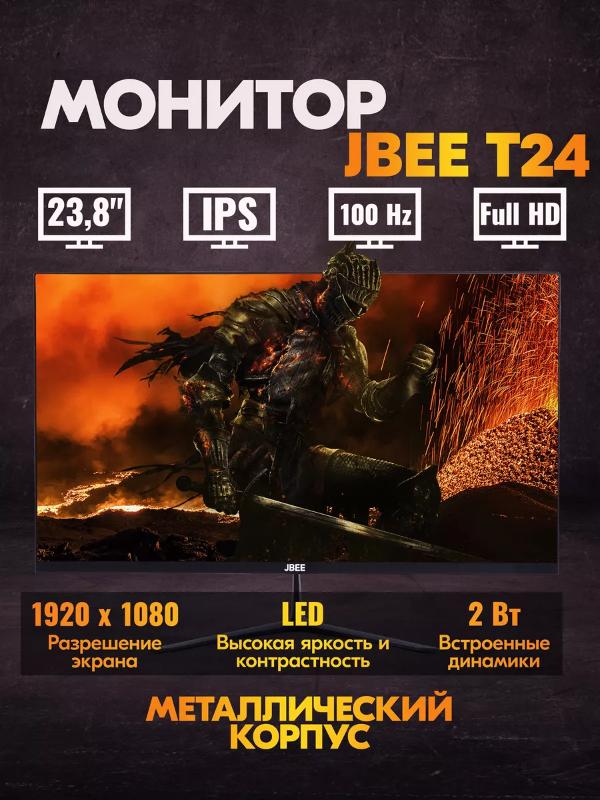 МОНИТОР
JBEE T24
23,8"
IPS
100 Hz
Full HD
JBEE
1920 x 1080
Разрешение
экрана
LED
Высокая яркость и
контрастность
2 Вт
Встроенные
динамики
МЕТАЛЛИЧЕСКИЙ
КОРПУС